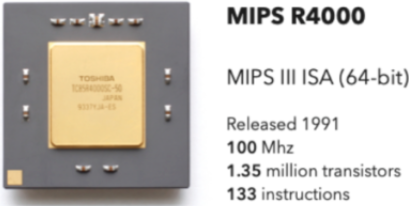 TOSHIBA
JAPAN
MIPS R4000
MIPS III ISA (64-bit)
Released 1991
100 Mhz
1.35 million transistors
133 instructions